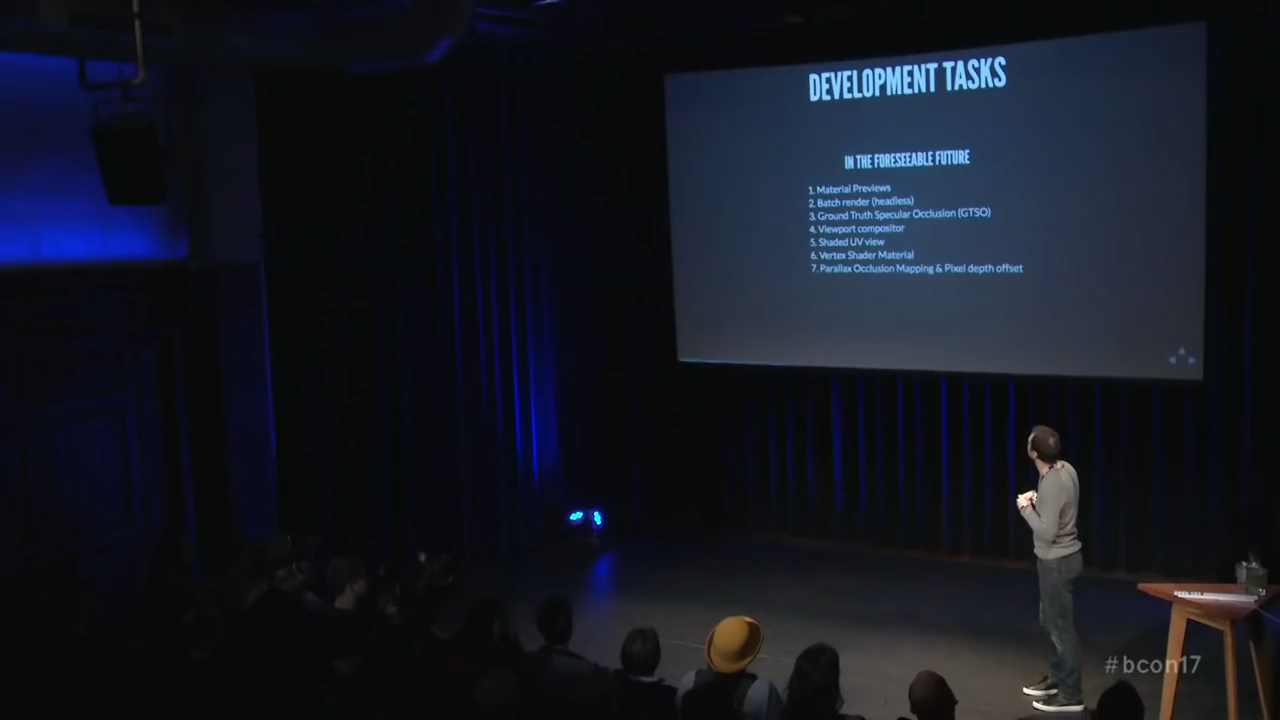 DEVELOPMENT TASKS
IN THE FORESEEABLE FUTURE
1. Material Previews
2. Batch render (headless)
3. Ground Truth Specular Occlusion (GTSO)
4. Viewport compositor
5. Shaded UV view
6. Vertex Shader Material
7. Parallax Occlusion Mapping & Pixel depth offset
#bcon17